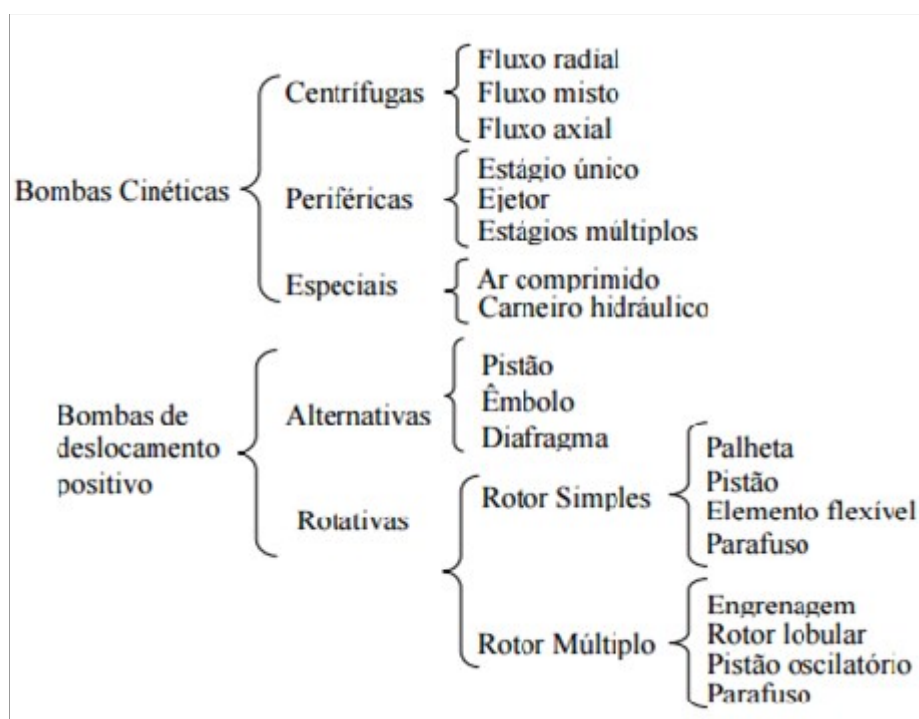 Bombas Cinéticas
Centrífugas
Fluxo radial
Fluxo misto
Fluxo axial
Periféricas
Estágio único
Ejetor
Estágios múltiplos
Especiais
Ar comprimido
Carneiro hidráulico
Bombas de
deslocamento
positivo
Alternativas
Pistão
Êmbolo
Diafragma
Rotativas
Rotor Simples
Palheta
Pistão
Elemento flexível
Parafuso
Rotor Múltiplo
Engrenagem
Rotor lobular
Pistão oscilatório
Parafuso